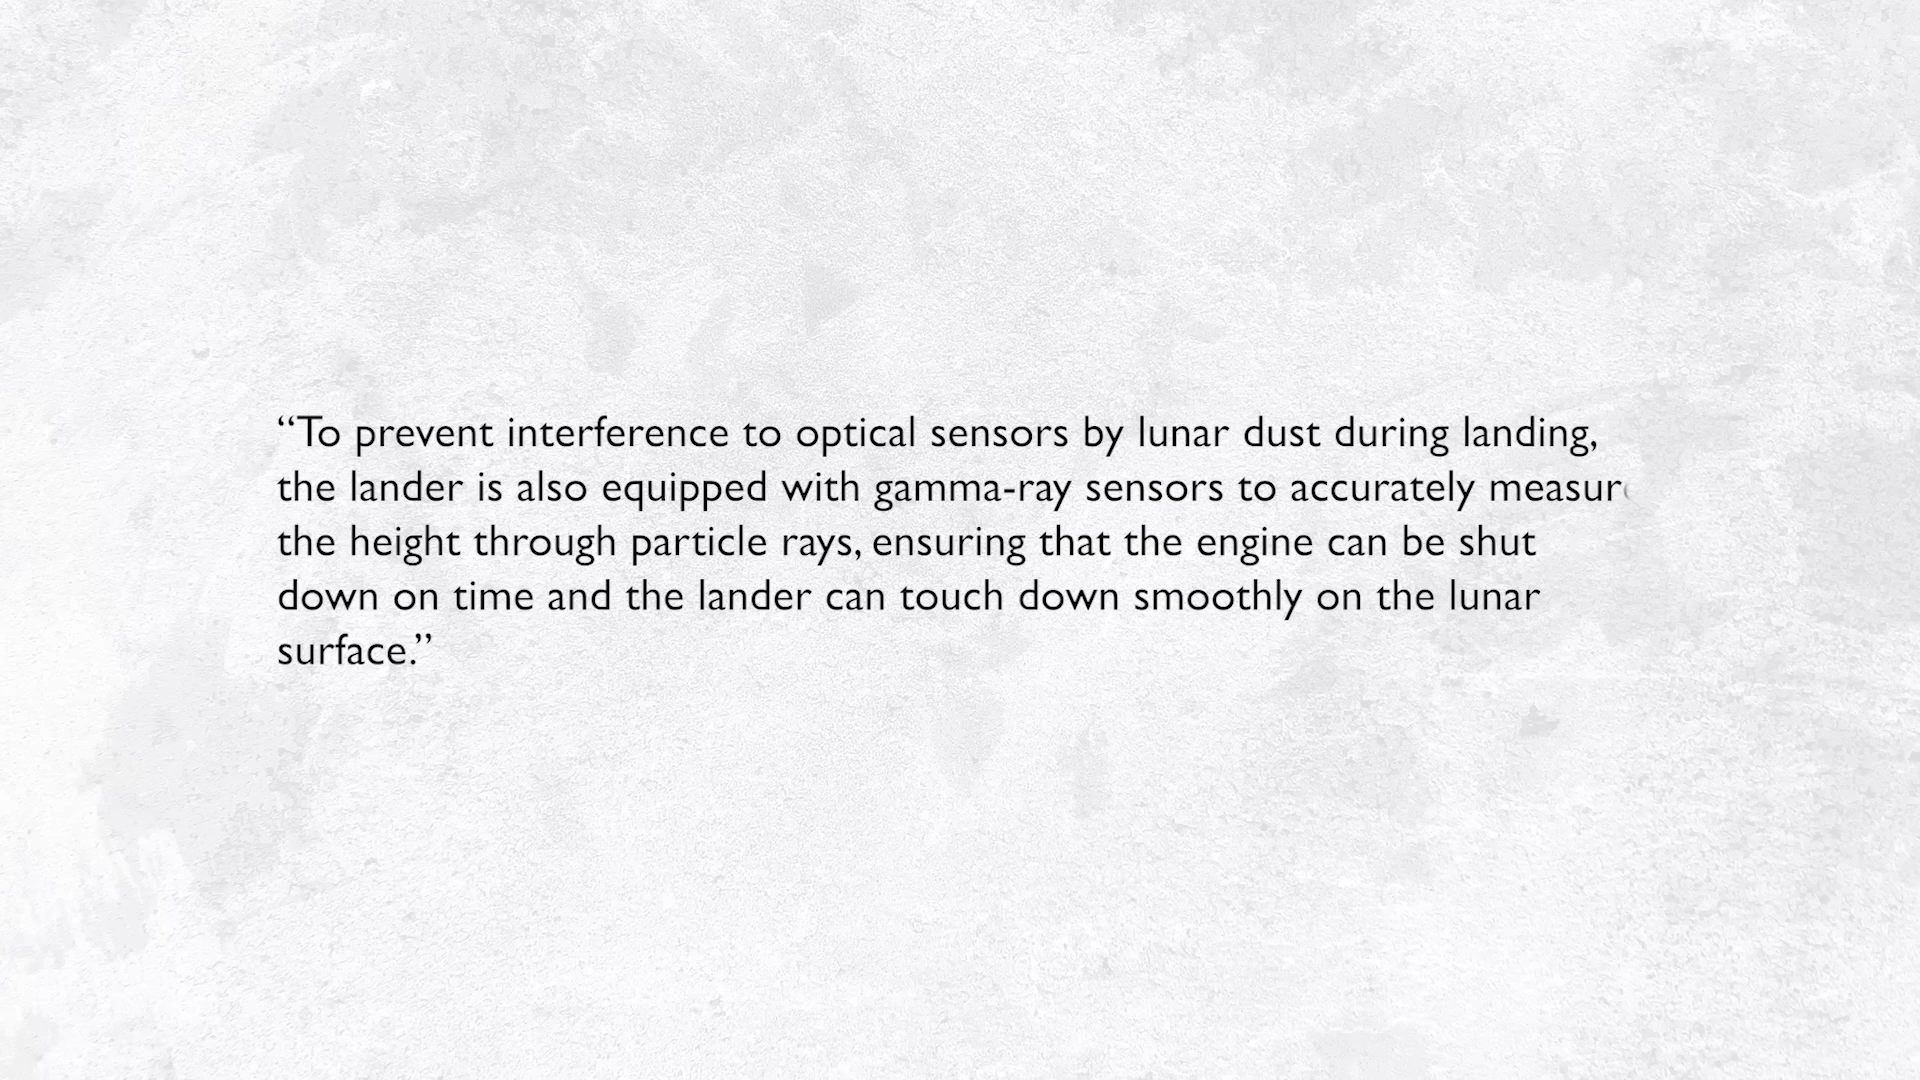 “To prevent interference to optical sensors by lunar dust during landing,
the lander is also equipped with gamma-ray sensors to accurately measure
the height through particle rays, ensuring that the engine can be shut
down on time and the lander can touch down smoothly on the lunar
surface.”